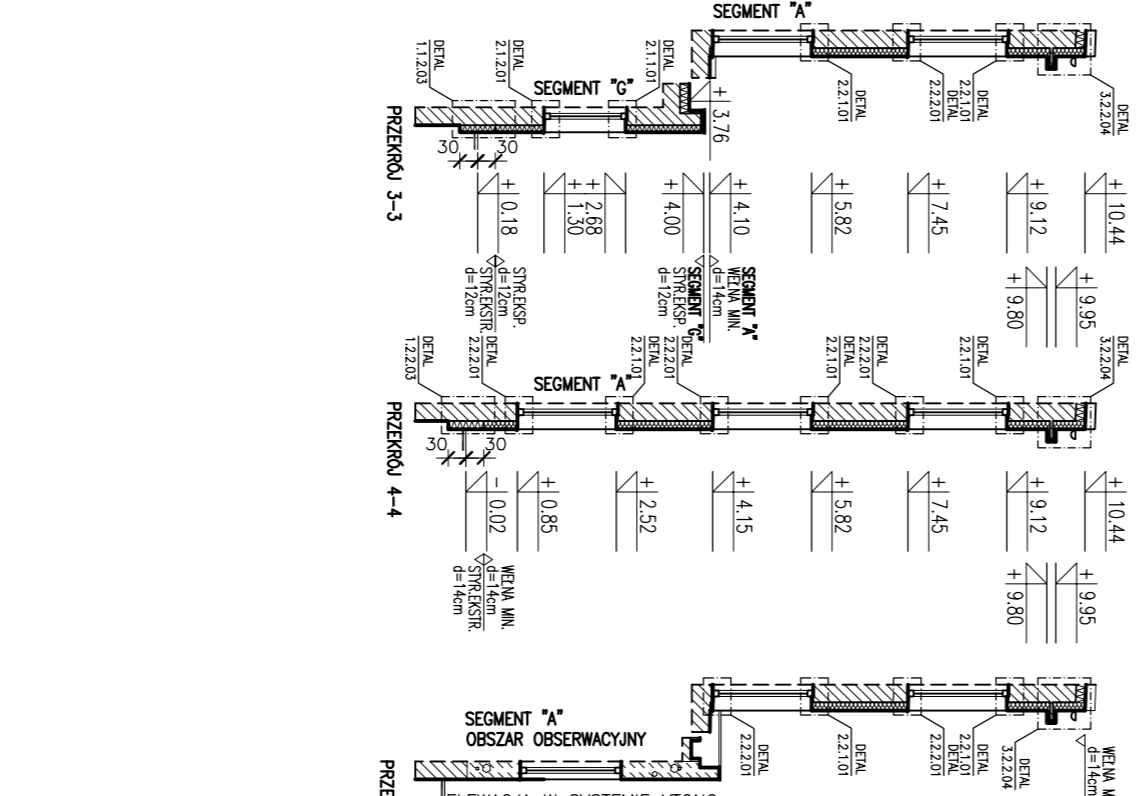 SEGMENT "A"
DETAL
1.1.2.03
DETAL
2.1.2.01
DETAL
2.1.1.01
SEGMENT "G"
DETAL
2.2.1.01
DETAL
2.2.2.01
DETAL
2.2.1.01
DETAL
3.2.2.04
+ 3.76
PRZEKRÓJ 3-3
30
30
+ 0.18
+ 1.30
+ 2.68
+ 4.00
+ 4.10
+ 5.82
+ 7.45
+ 9.12
+ 10.44
+ 9.80
+ 9.95
STYR.EKSP.
d=12cm
STYR.EKSTR.
d=12cm
SEGMENT "A"
WEŁNA MIN.
d=14cm
SEGMENT "G"
STYR.EKSP.
d=12cm
DETAL
1.2.2.03
DETAL
2.2.2.01
SEGMENT "A"
DETAL
2.2.1.01
DETAL
2.2.2.01
DETAL
2.2.1.01
DETAL
2.2.2.01
DETAL
2.2.1.01
DETAL
3.2.2.04
PRZEKRÓJ 4-4
30
30
- 0.02
+ 0.85
+ 2.52
+ 4.15
+ 5.82
+ 7.45
+ 9.12
+ 10.44
+ 9.80
+ 9.95
WEŁNA MIN.
d=14cm
STYR.EKSTR.
d=14cm
SEGMENT "A"
OBSZAR OBSERWACYJNY
DETAL
2.2.2.01
DETAL
2.2.1.01
DETAL
2.2.2.01
DETAL
2.2.1.01
DETAL
3.2.2.04
WEŁNA M
d=14cm
PRZE